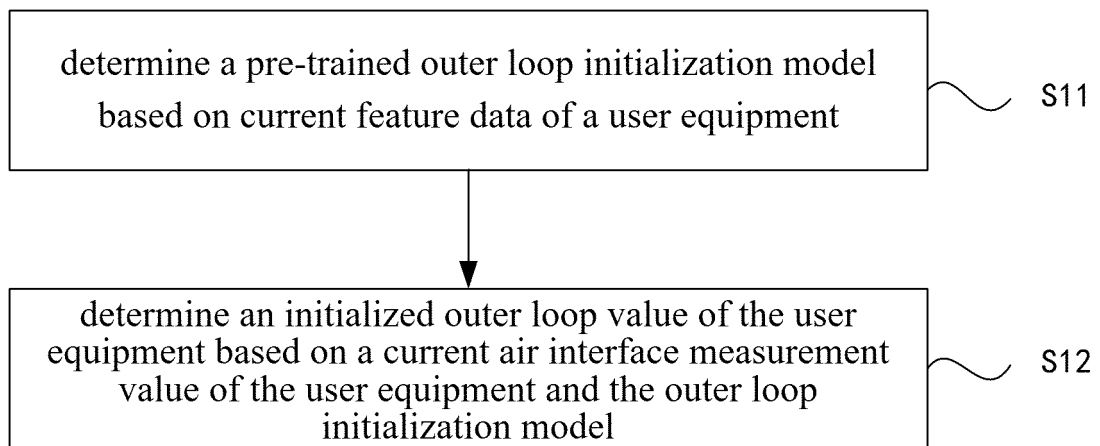 determine a pre-trained outer loop initialization model
based on current feature data of a user equipment
S11
determine an initialized outer loop value of the user
equipment based on a current air interface measurement
value of the user equipment and the outer loop
initialization model
S12